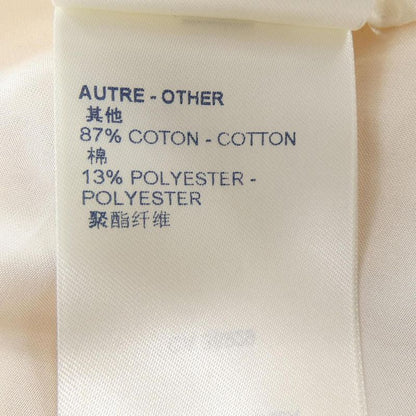 AUTRE - OTHER
其他
87% COTON - COTTON
棉
13% POLYESTER -
POLYESTER
聚酯纤维